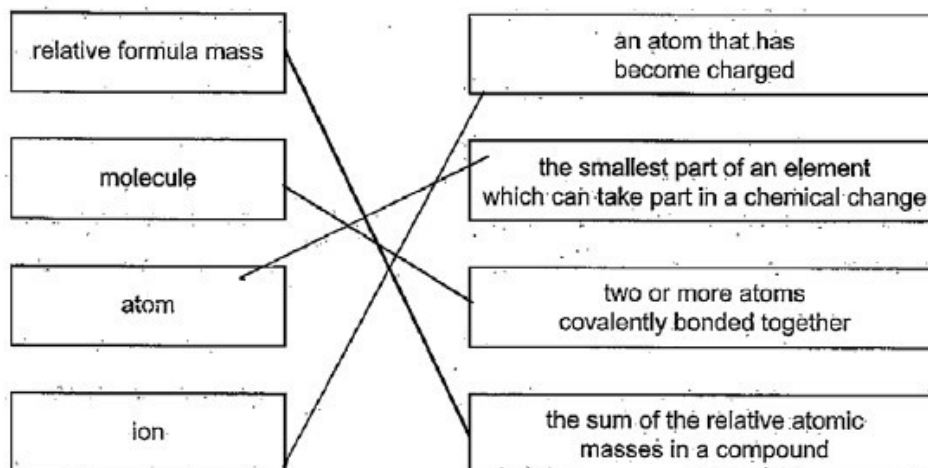 relative formula mass
an atom that has
become charged
molecule
the smallest part of an element
which can take part in a chemical change
atom
two or more atoms
covalently bonded together
ion
the sum of the relative atomic
masses in a compound